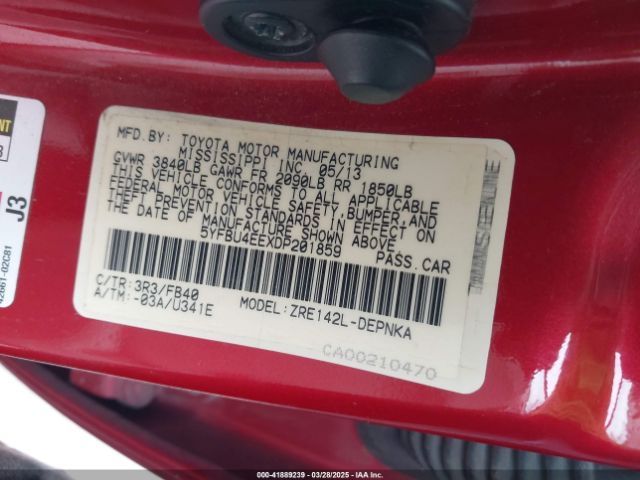 MFD.BY: TOYOTA MOTOR MANUFACTURING
MISSISSIPPI, INC. 05/13
GVWR 3840LB GAWR FR 2090LB RR 1850LB
THIS VEHICLE CONFORMS TO ALL APPLICABLE
FEDERAL MOTOR VEHICLE SAFETY, BUMPER, AND
THEFT PREVENTION STANDARDS IN EFFECT ON
THE DATE OF MANUFACTURE SHOWN ABOVE.
5YFBU4EEXDP201859 PASS.CAR
C/TR: 3R3/FB40
A/TM: -03A/U341E MODEL: ZRE142L-DEPNKA
CA00210470
J3
42661-02C81
000-41889239 03/28/2025 IAA Inc.